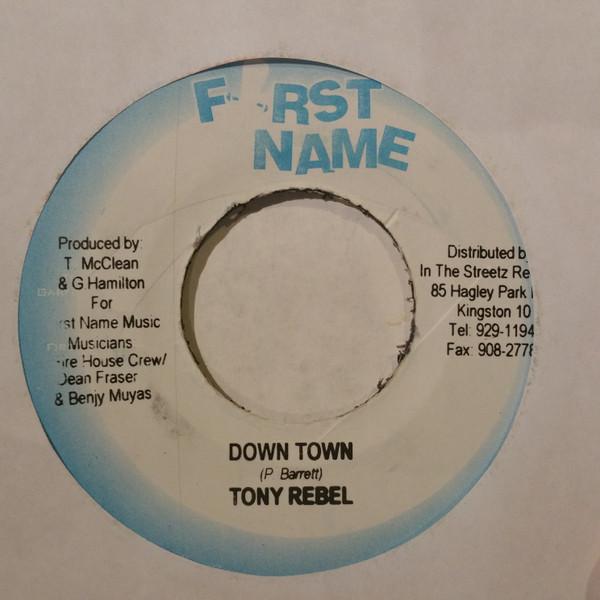 F RST
NAME
Produced by:
T. McClean
& G Hamilton
For
rst Name Music
Musicians:
ire House Crew/
Dean Fraser
& Benjy Muyas
Distributed b
In The Streetz Re
85 Hagley Park
Kingston 10
Tel: 929-1194
Fax: 908-2778
DOWN TOWN
(P Barrett)
TONY REBEL